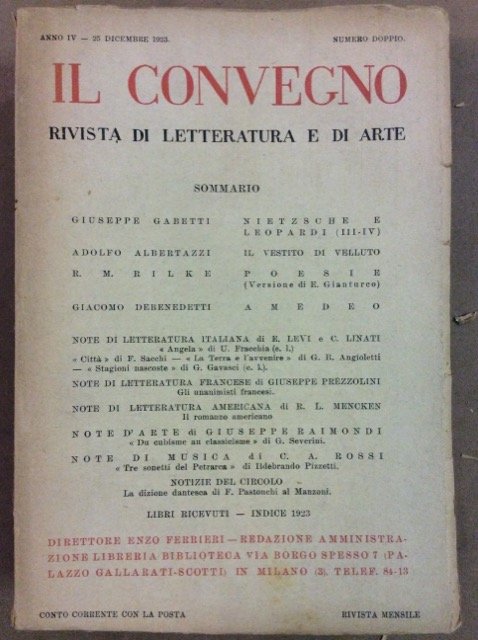 ANNO IV — 25 DICEMBRE 1923. NUMERO DOPPIO.
IL CONVEGNO
RIVISTA DI LETTERATURA E DI ARTE
SOMMARIO
GIUSEPPE GABETTI NIETZSCHE E
LEOPARDI (III-IV)
ADOLFO ALBERTAZZI IL VESTITO DI VELLUTO
R. M. RILKE POESIE
(Versione di E. Gianturco)
GIACOMO DEBENEDETTI AMEDEO
NOTE DI LETTERATURA ITALIANA di E. LEVI e C. LINATI
« Angela » di U. Fracchia (e. l.)
« Città » di F. Sacchi — « La Terra e l'avvenire » di G. B. Angioletti
— « Stagioni nascoste » di G. Gavasci (c. l.).
NOTE DI LETTERATURA FRANCESE di GIUSEPPE PREZZOLINI
Gli unanimisti francesi.
NOTE DI LETTERATURA AMERICANA di R. L. MENCKEN
Il romanzo americano
NOTE D'ARTE di GIUSEPPE RAIMONDI
« Du cubisme au classicisme » di G. Severini.
NOTE DI MUSICA di C. A. ROSSI
« Tre sonetti del Petrarca » di Ildebrando Pizzetti.
NOTIZIE DEL CIRCOLO
La dizione dantesca di F. Pastonchi al Manzoni.
LIBRI RICEVUTI — INDICE 1923
DIRETTORE ENZO FERRIERI — REDAZIONE AMMINISTRA-
ZIONE LIBRERIA BIBLIOTECA VIA BORGO SPESSO 7 (PA-
LAZZO GALLARATI-SCOTTI) IN MILANO (3). TELEF. 84-13
CONTO CORRENTE CON LA POSTA RIVISTA MENSILE